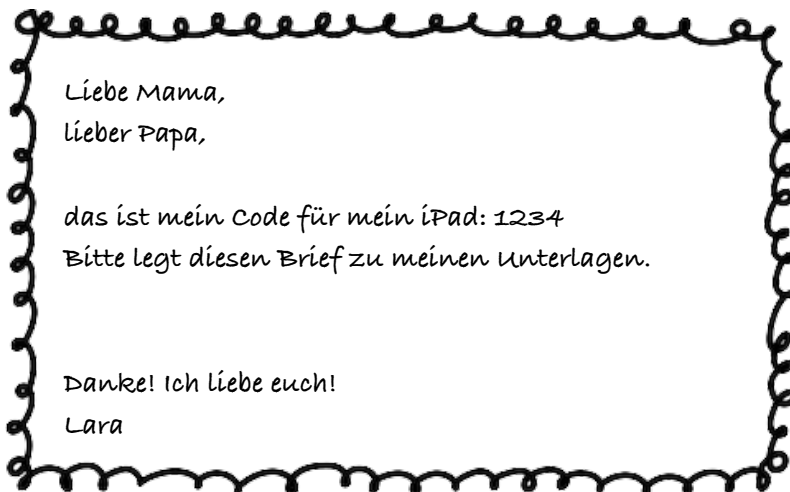 Liebe Mama,
lieber Papa,
das ist mein Code für mein iPad: 1234
Bitte legt diesen Brief zu meinen Unterlagen.
Danke! Ich liebe euch!
Lara